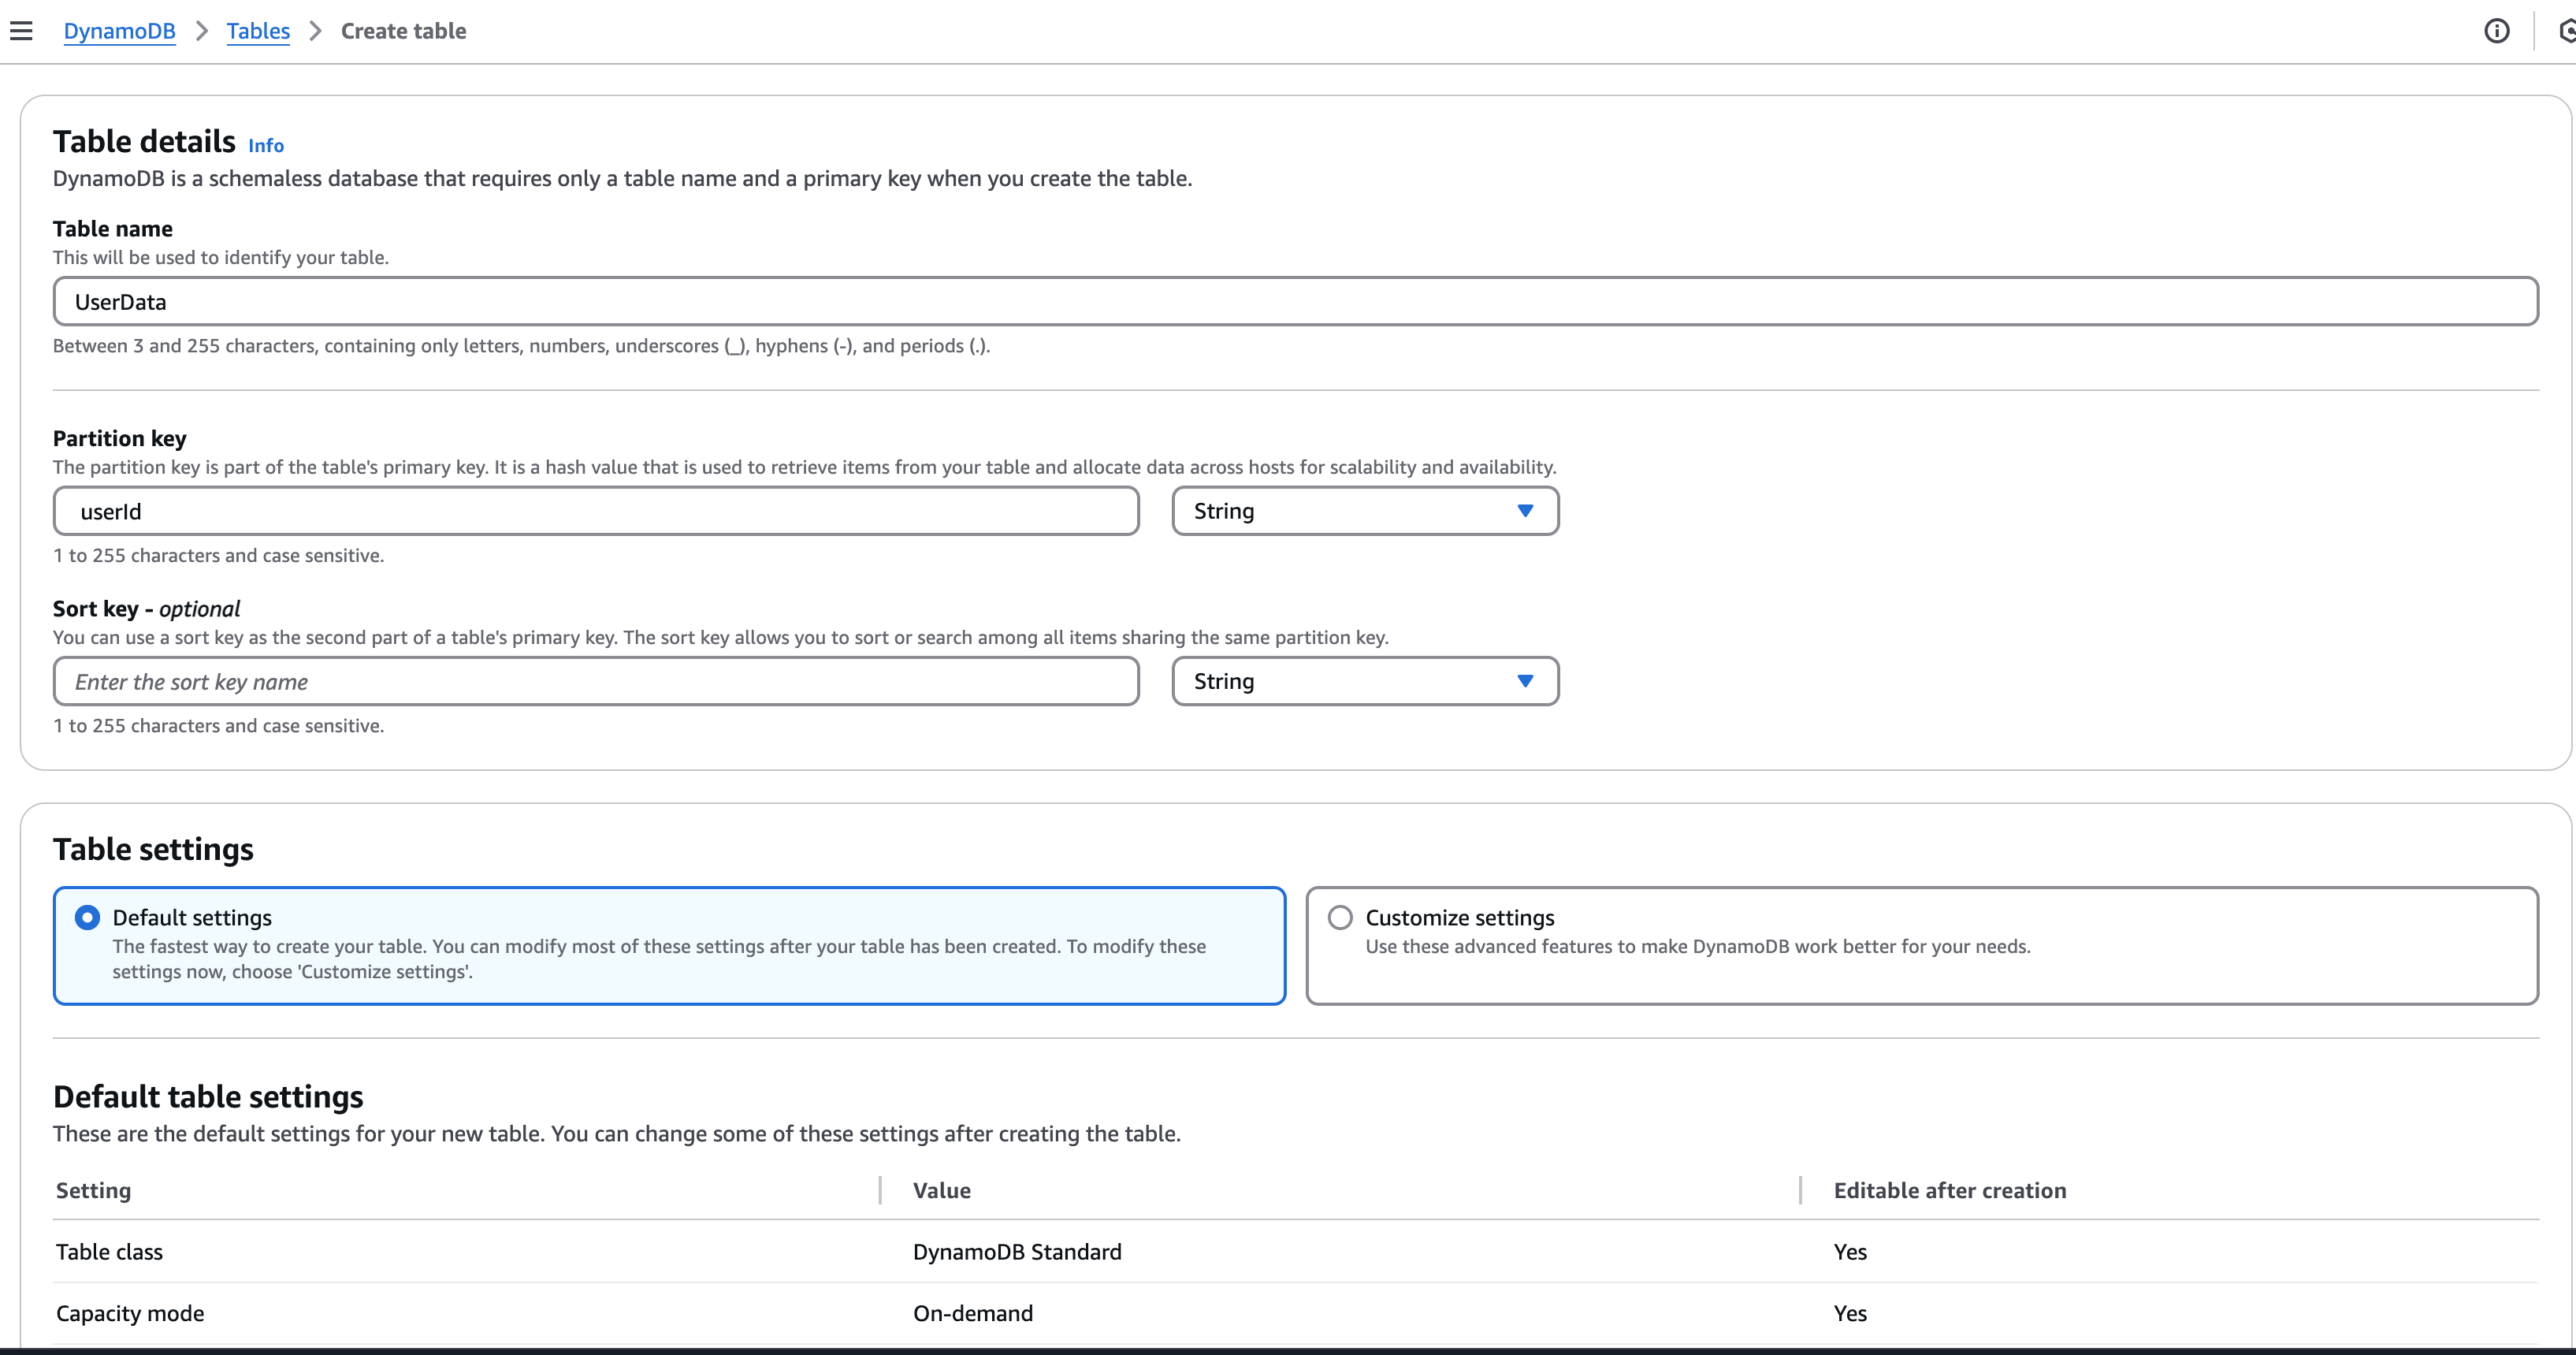 DynamoDB > Tables > Create table
Table details Info
DynamoDB is a schemaless database that requires only a table name and a primary key when you create the table.
Table name
This will be used to identify your table.
UserData
Between 3 and 255 characters, containing only letters, numbers, underscores (_), hyphens (-), and periods (.).
Partition key
The partition key is part of the table's primary key. It is a hash value that is used to retrieve items from your table and allocate data across hosts for scalability and availability.
userId String
1 to 255 characters and case sensitive.
Sort key - optional
You can use a sort key as the second part of a table's primary key. The sort key allows you to sort or search among all items sharing the same partition key.
Enter the sort key name String
1 to 255 characters and case sensitive.
Table settings
Default settings
The fastest way to create your table. You can modify most of these settings after your table has been created. To modify these
settings now, choose 'Customize settings'.
Customize settings
Use these advanced features to make DynamoDB work better for your needs.
Default table settings
These are the default settings for your new table. You can change some of these settings after creating the table.
Setting Value Editable after creation
Table class DynamoDB Standard Yes
Capacity mode On-demand Yes